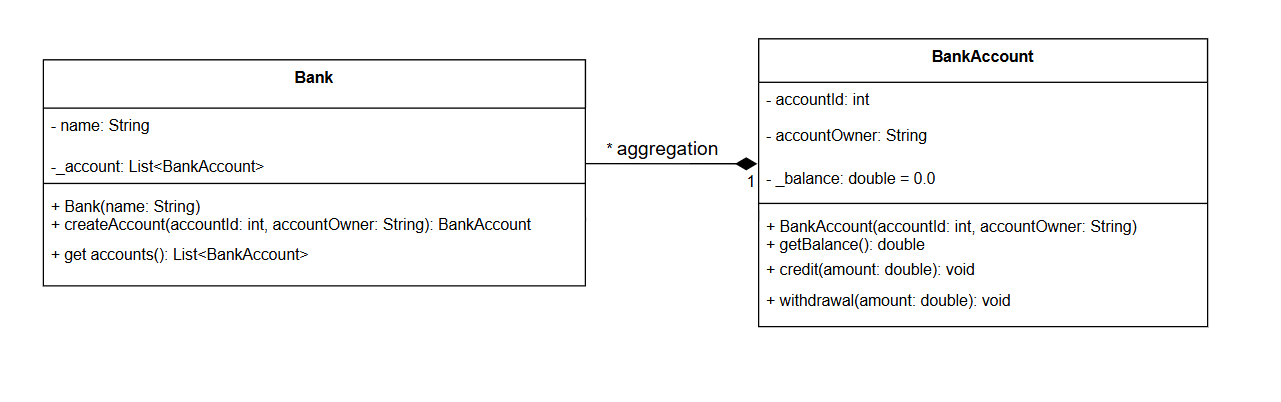 Bank
- name: String
-_account: List<BankAccount>
+ Bank(name: String)
+ createAccount(accountId: int, accountOwner: String): BankAccount
+ get accounts(): List<BankAccount>
* aggregation
1
BankAccount
- accountId: int
- accountOwner: String
- _balance: double = 0.0
+ BankAccount(accountId: int, accountOwner: String)
+ getBalance(): double
+ credit(amount: double): void
+ withdrawal(amount: double): void